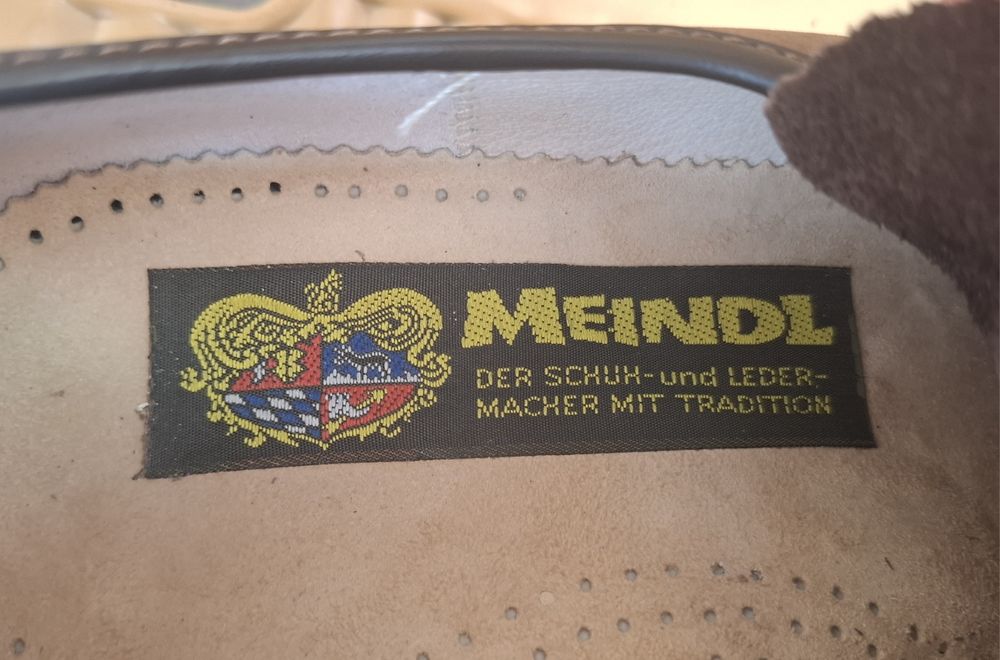 MEINDL
DER SCHUH- und LEDER-
MACHER MIT TRADITION